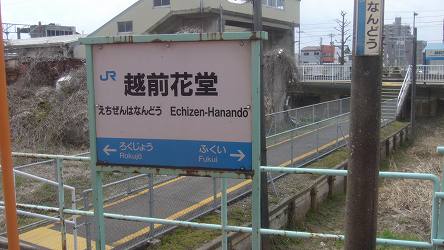 JR 越前花堂
えちぜんはなんどう Echizen-Hanandō
ろくじょう ふくい
Rokujō Fukui
なんどう